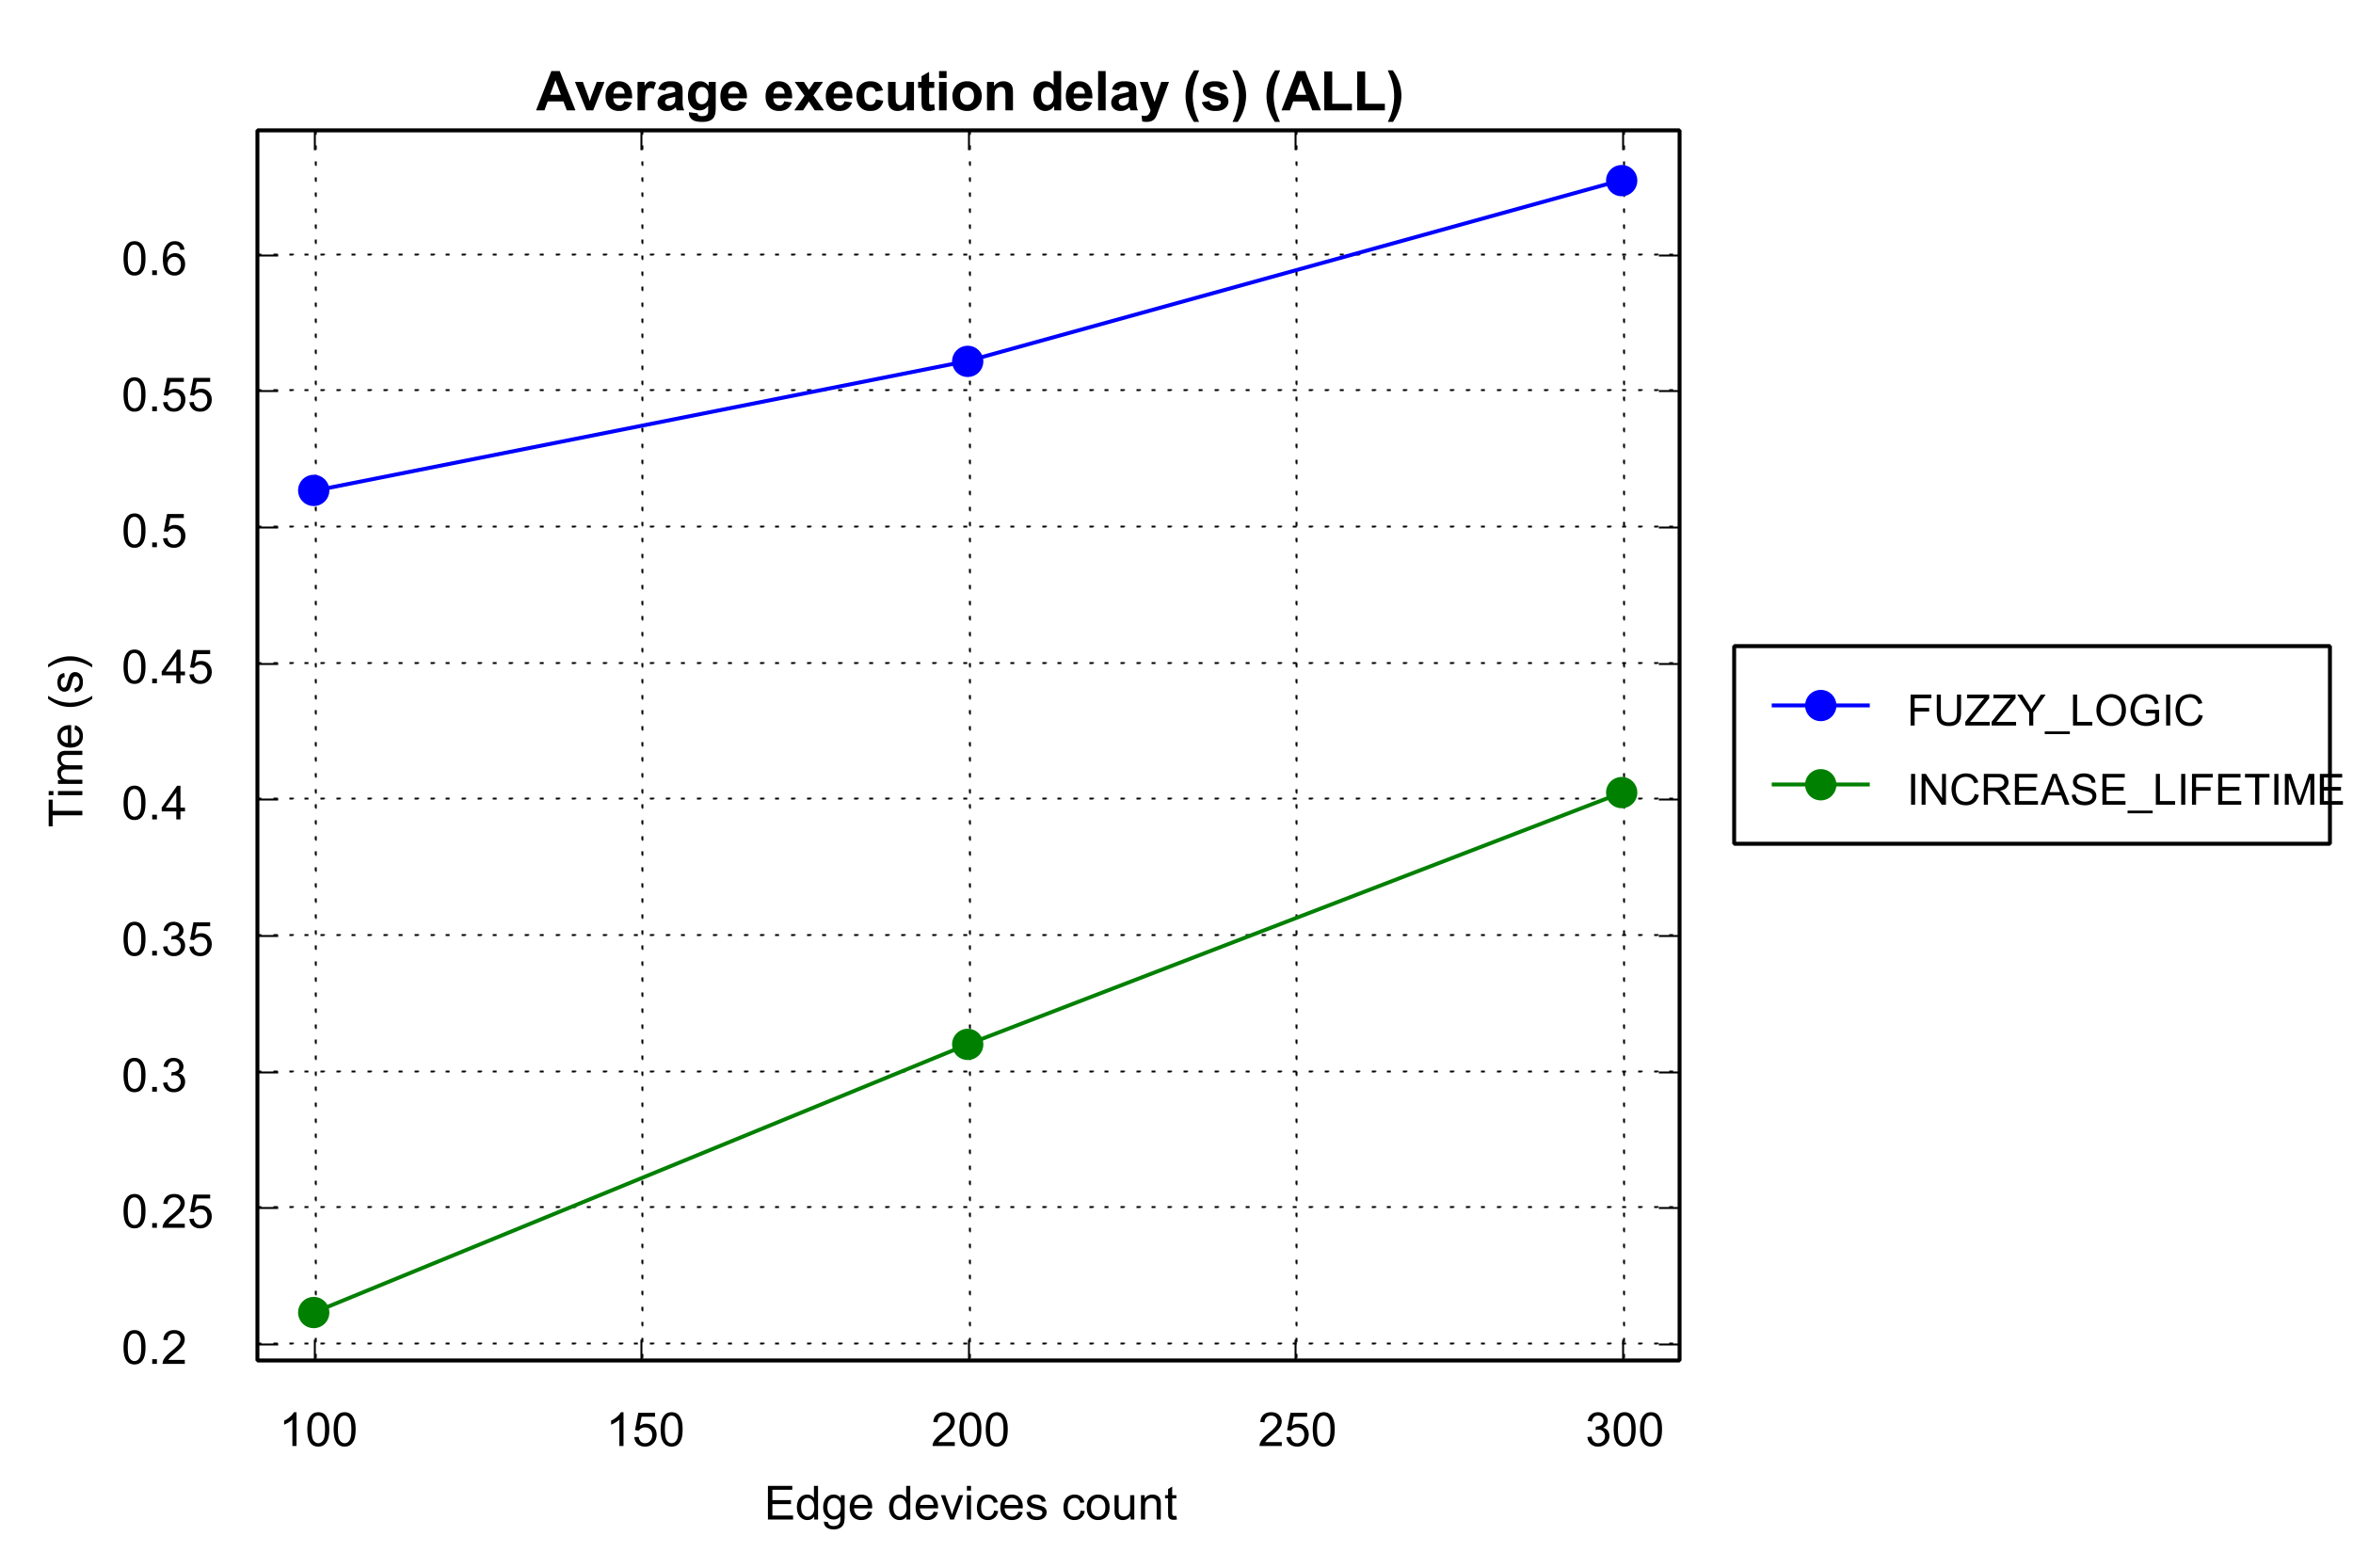 Average execution delay (s) (ALL)
0.6
0.55
0.5
0.45
0.4
0.35
0.3
0.25
0.2
Time (s)
100 150 200 250 300
Edge devices count
FUZZY_LOGIC
INCREASE_LIFETIME